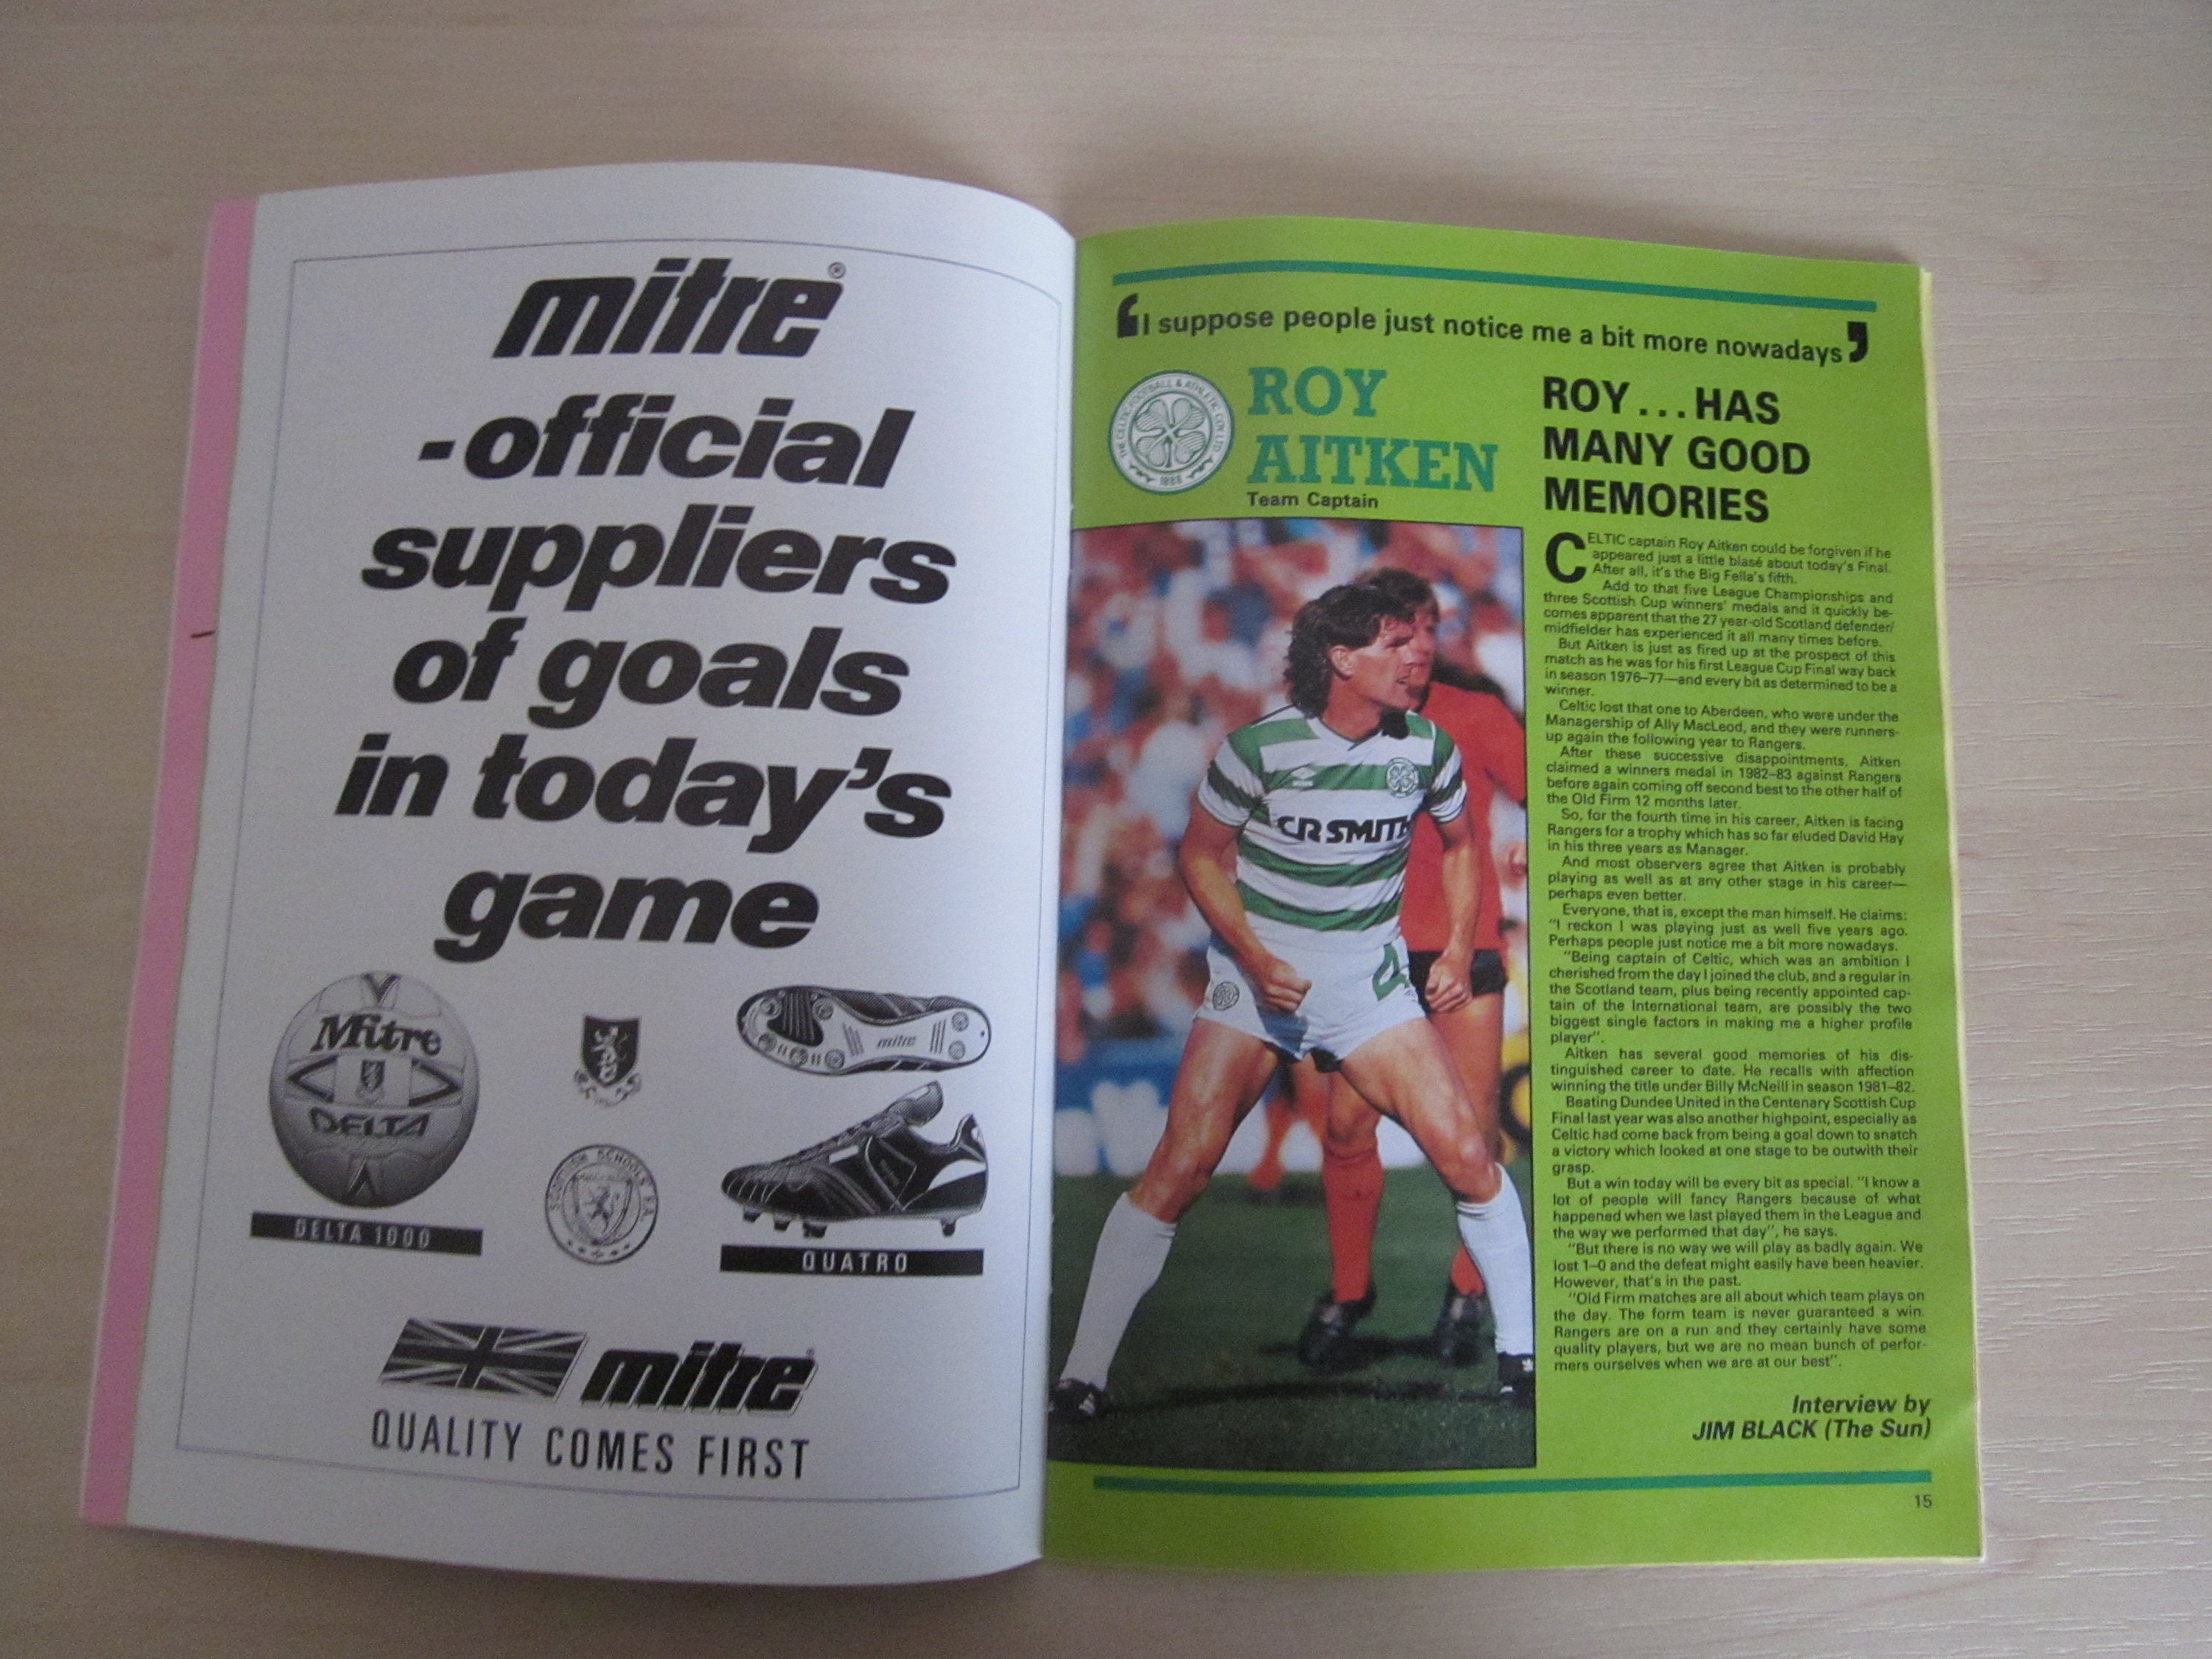 mitre®
-official
suppliers
of goals
in today's
game
Mitre
DELTA
DELTA 1000
SCOTTISH SCHOOLS F.A.
mitre
QUATRO
mitre
QUALITY COMES FIRST
‘I suppose people just notice me a bit more nowadays’
THE CELTIC FOOTBALL & ATHLETIC COY. LTD.
1888
ROY
AITKEN
Team Captain
CR SMITH
4
ROY...HAS
MANY GOOD
MEMORIES
CELTIC captain Roy Aitken could be forgiven if he
appeared just a little blasé about today's Final.
After all, it's the Big Fella's fifth.
Add to that five League Championships and
three Scottish Cup winners' medals and it quickly be-
comes apparent that the 27 year-old Scotland defender/
midfielder has experienced it all many times before.
But Aitken is just as fired up at the prospect of this
match as he was for his first League Cup Final way back
in season 1976–77—and every bit as determined to be a
winner.
Celtic lost that one to Aberdeen, who were under the
Managership of Ally MacLeod, and they were runners-
up again the following year to Rangers.
After these successive disappointments, Aitken
claimed a winners medal in 1982–83 against Rangers
before again coming off second best to the other half of
the Old Firm 12 months later.
So, for the fourth time in his career, Aitken is facing
Rangers for a trophy which has so far eluded David Hay
in his three years as Manager.
And most observers agree that Aitken is probably
playing as well as at any other stage in his career—
perhaps even better.
Everyone, that is, except the man himself. He claims:
"I reckon I was playing just as well five years ago.
Perhaps people just notice me a bit more nowadays.
"Being captain of Celtic, which was an ambition I
cherished from the day I joined the club, and a regular in
the Scotland team, plus being recently appointed cap-
tain of the International team, are possibly the two
biggest single factors in making me a higher profile
player".
Aitken has several good memories of his dis-
tinguished career to date. He recalls with affection
winning the title under Billy McNeill in season 1981–82.
Beating Dundee United in the Centenary Scottish Cup
Final last year was also another highpoint, especially as
Celtic had come back from being a goal down to snatch
a victory which looked at one stage to be outwith their
grasp.
But a win today will be every bit as special. "I know a
lot of people will fancy Rangers because of what
happened when we last played them in the League and
the way we performed that day", he says.
"But there is no way we will play as badly again. We
lost 1–0 and the defeat might easily have been heavier.
However, that's in the past.
"Old Firm matches are all about which team plays on
the day. The form team is never guaranteed a win.
Rangers are on a run and they certainly have some
quality players, but we are no mean bunch of perfor-
mers ourselves when we are at our best".
Interview by
JIM BLACK (The Sun)
15